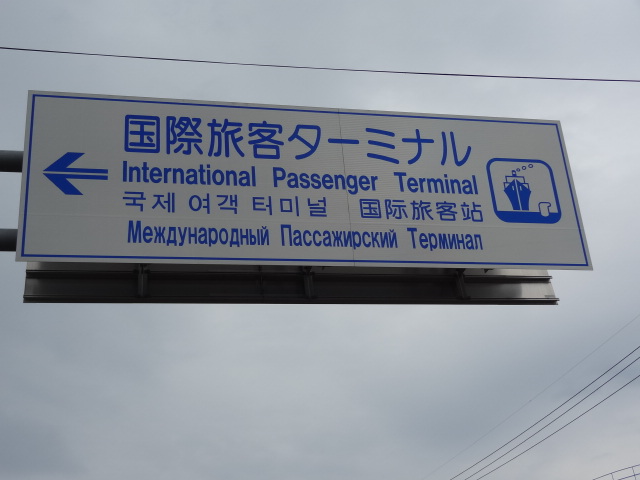 国際旅客ターミナル
International Passenger Terminal
국제 여객 터미널 国际旅客站
Международный Пассажирский Терминал